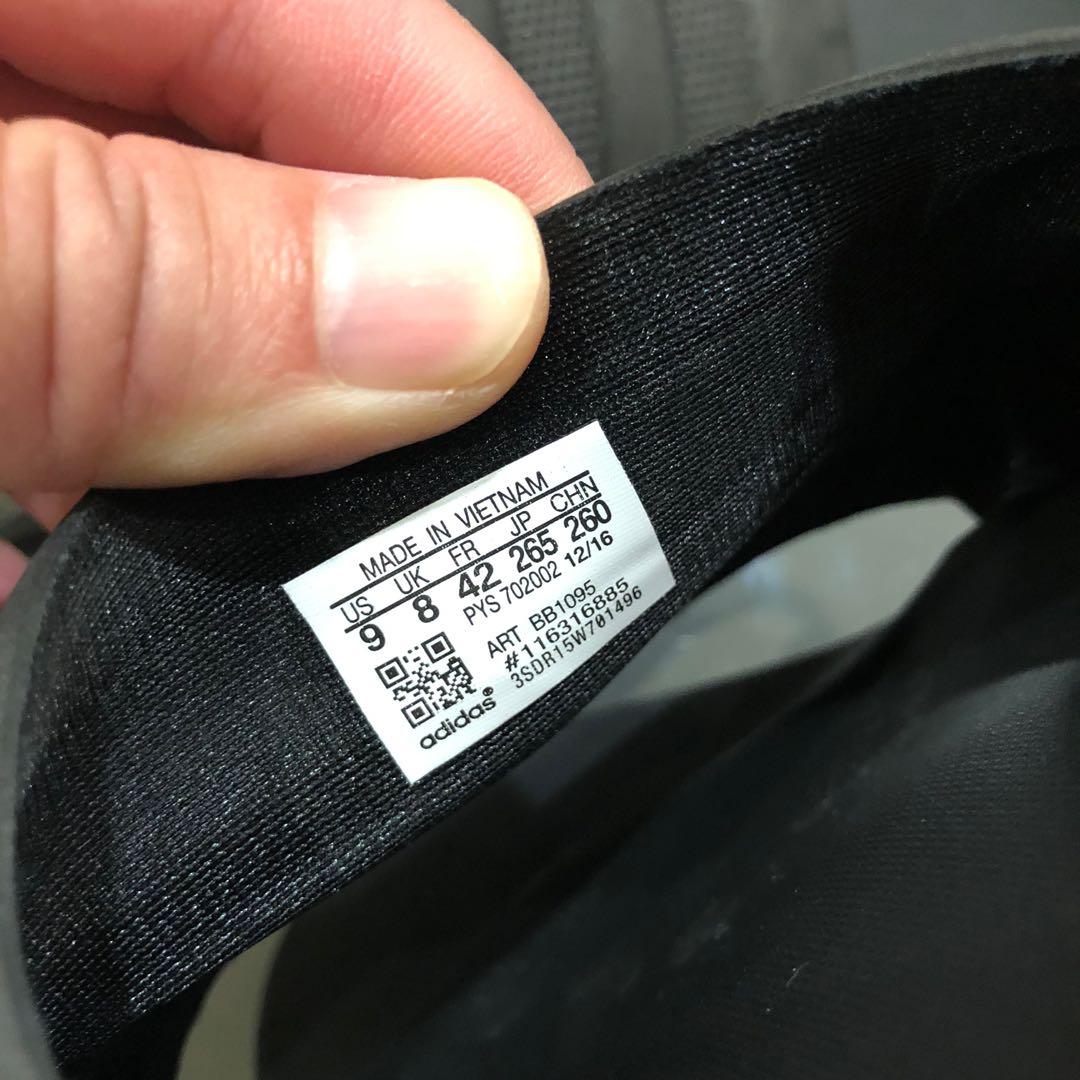 MADE IN VIETNAM
US UK FR JP CHN
9 8 42 265 260
PYS 702002 12/16
ART BB1095
#116316885
3SDR15W701496
adidas®